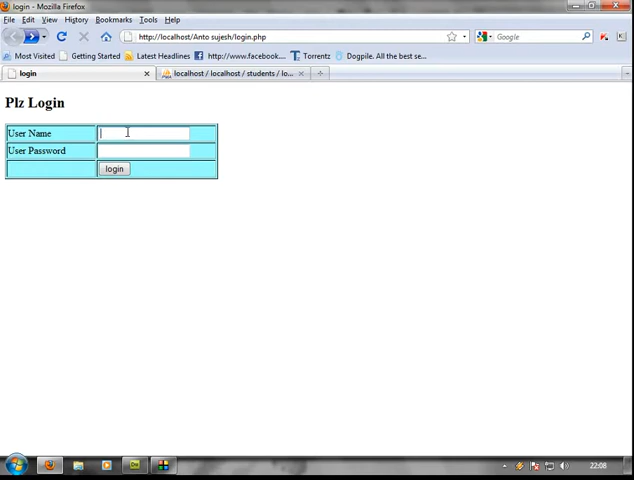 login - Mozilla Firefox
File Edit View History Bookmarks Tools Help
http://localhost/Anto sujesh/login.php
Google
Most Visited Getting Started Latest Headlines http://www.facebook.... Torrentz Dogpile. All the best se...
login
localhost / localhost / students / lo...
Plz Login
User Name
User Password
login
22:08